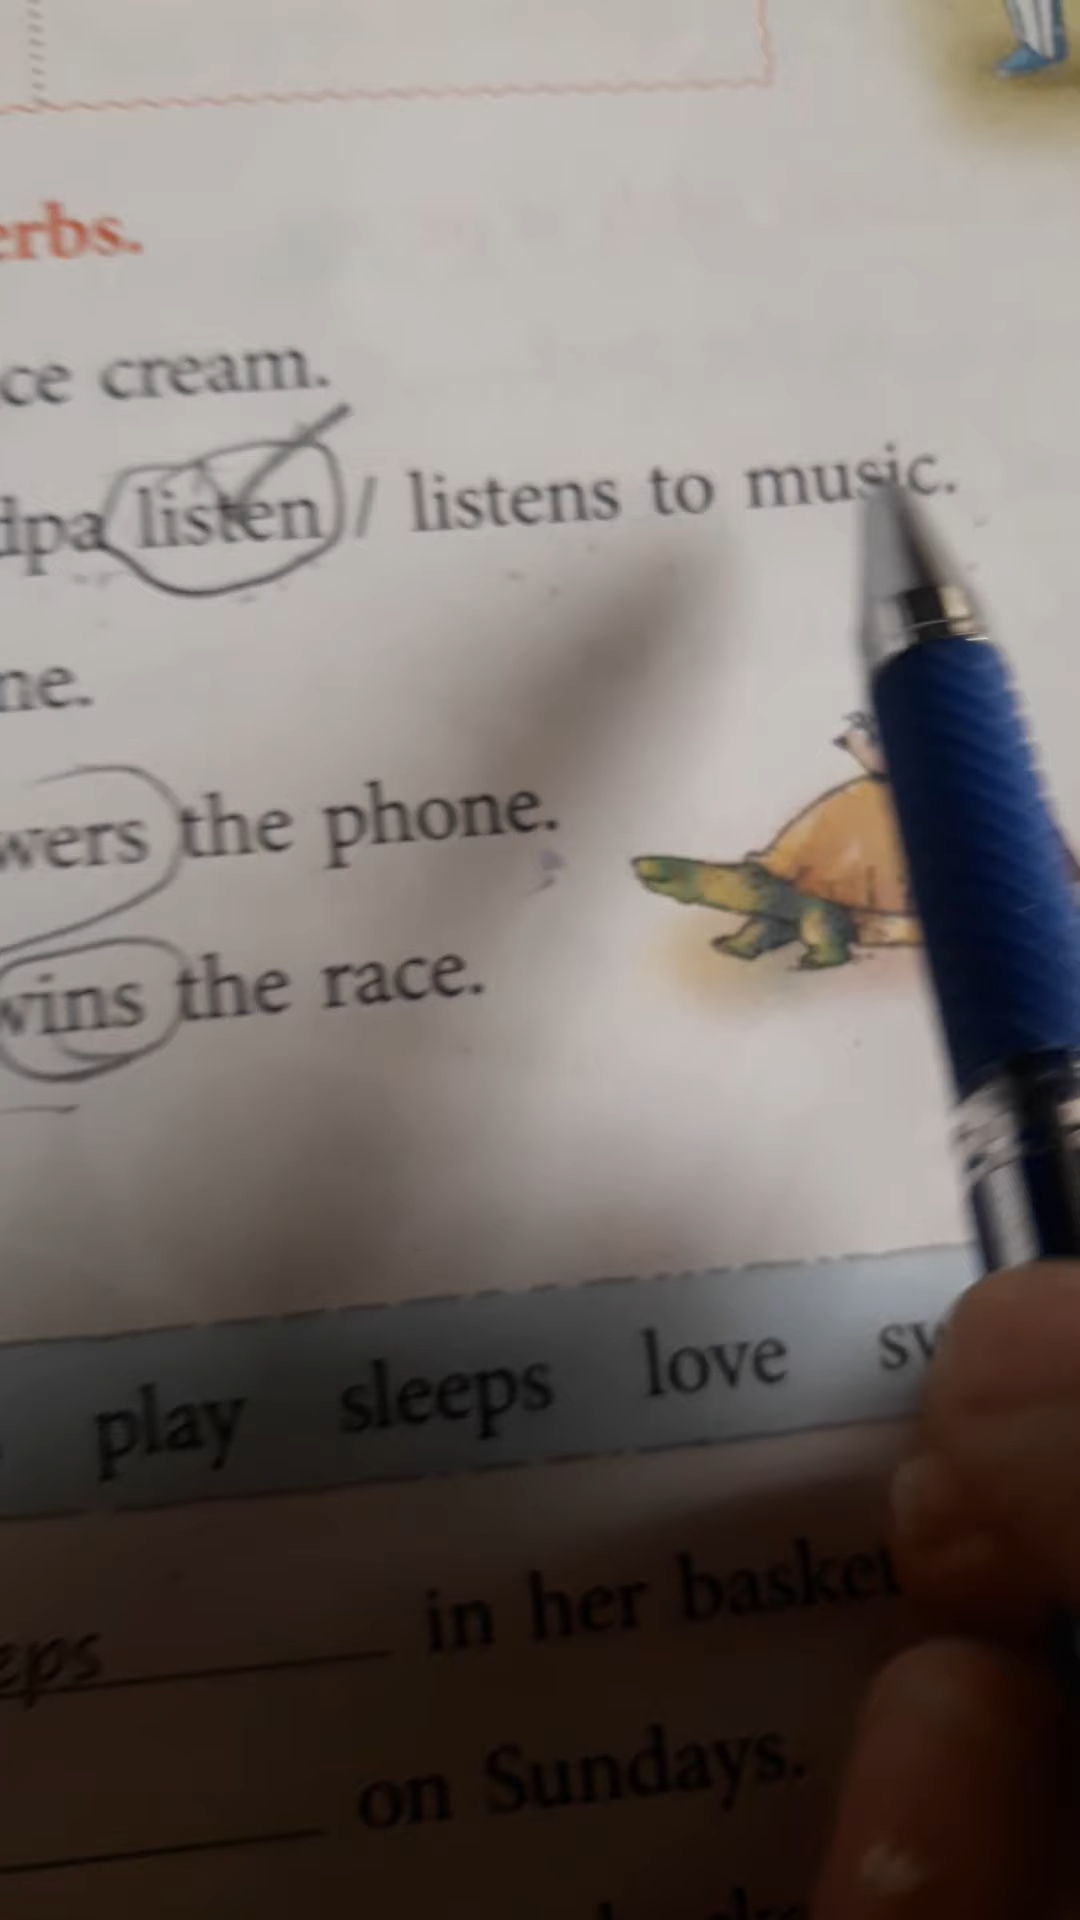 erbs.
ce cream.
dpa listen / listens to music.
ne.
wers the phone.
wins the race.
play sleeps love sw
eps in her basket
on Sundays.